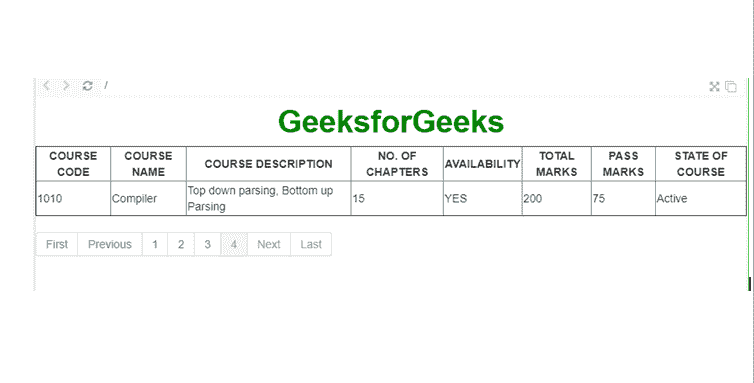 /
GeeksforGeeks
COURSE CODE COURSE NAME COURSE DESCRIPTION NO. OF CHAPTERS AVAILABILITY TOTAL MARKS PASS MARKS STATE OF COURSE
1010 Compiler Top down parsing, Bottom up Parsing 15 YES 200 75 Active
First Previous 1 2 3 4 Next Last